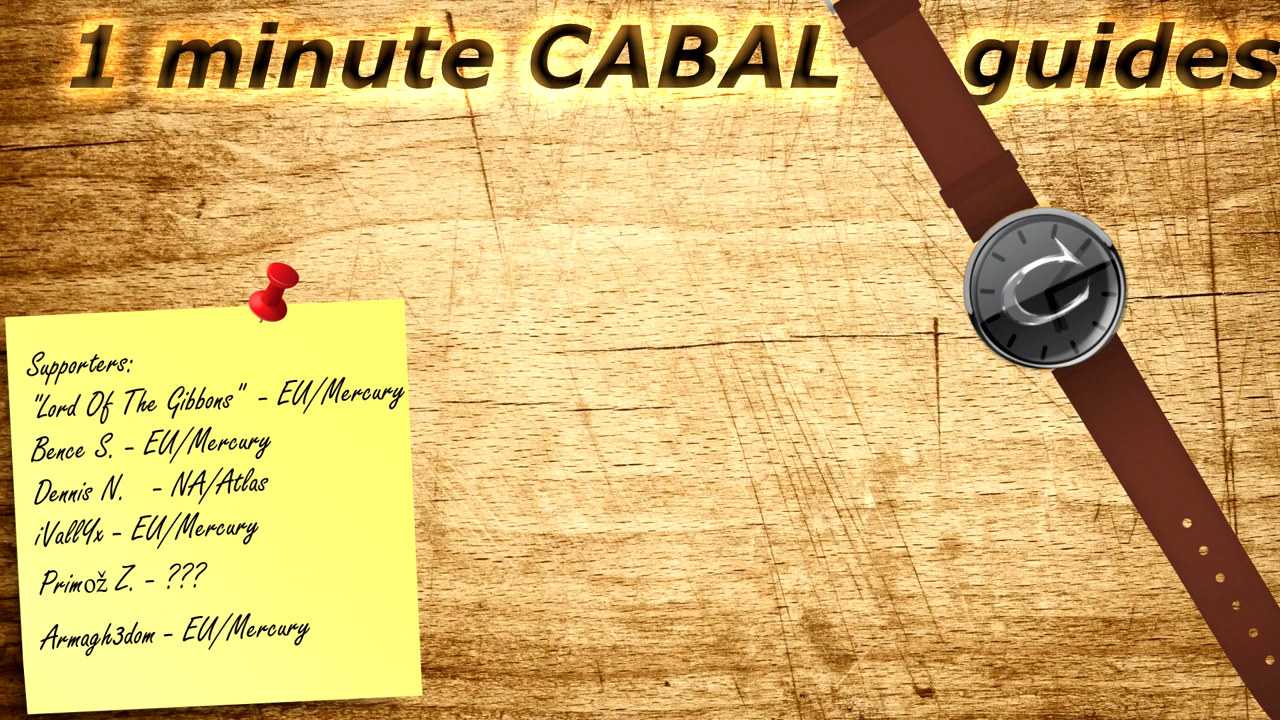 1 minute CABAL guides
Supporters:
"Lord Of The Gibbons" - EU/Mercury
Bence S. - EU/Mercury
Dennis N. - NA/Atlas
iVallYx - EU/Mercury
Primož Z. - ???
Armagh3dom - EU/Mercury